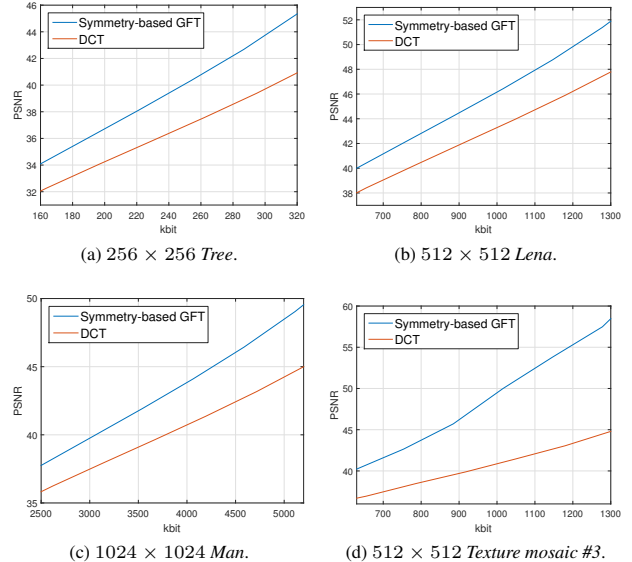 46
44
42
40
38
36
34
32
PSNR
Symmetry-based GFT
DCT
160 180 200 220 240 260 280 300 320
kbit
(a) 256 × 256 Tree.
52
50
48
46
44
42
40
38
PSNR
Symmetry-based GFT
DCT
700 800 900 1000 1100 1200 1300
kbit
(b) 512 × 512 Lena.
50
45
40
35
PSNR
Symmetry-based GFT
DCT
2500 3000 3500 4000 4500 5000
kbit
(c) 1024 × 1024 Man.
60
55
50
45
40
PSNR
Symmetry-based GFT
DCT
700 800 900 1000 1100 1200 1300
kbit
(d) 512 × 512 Texture mosaic #3.